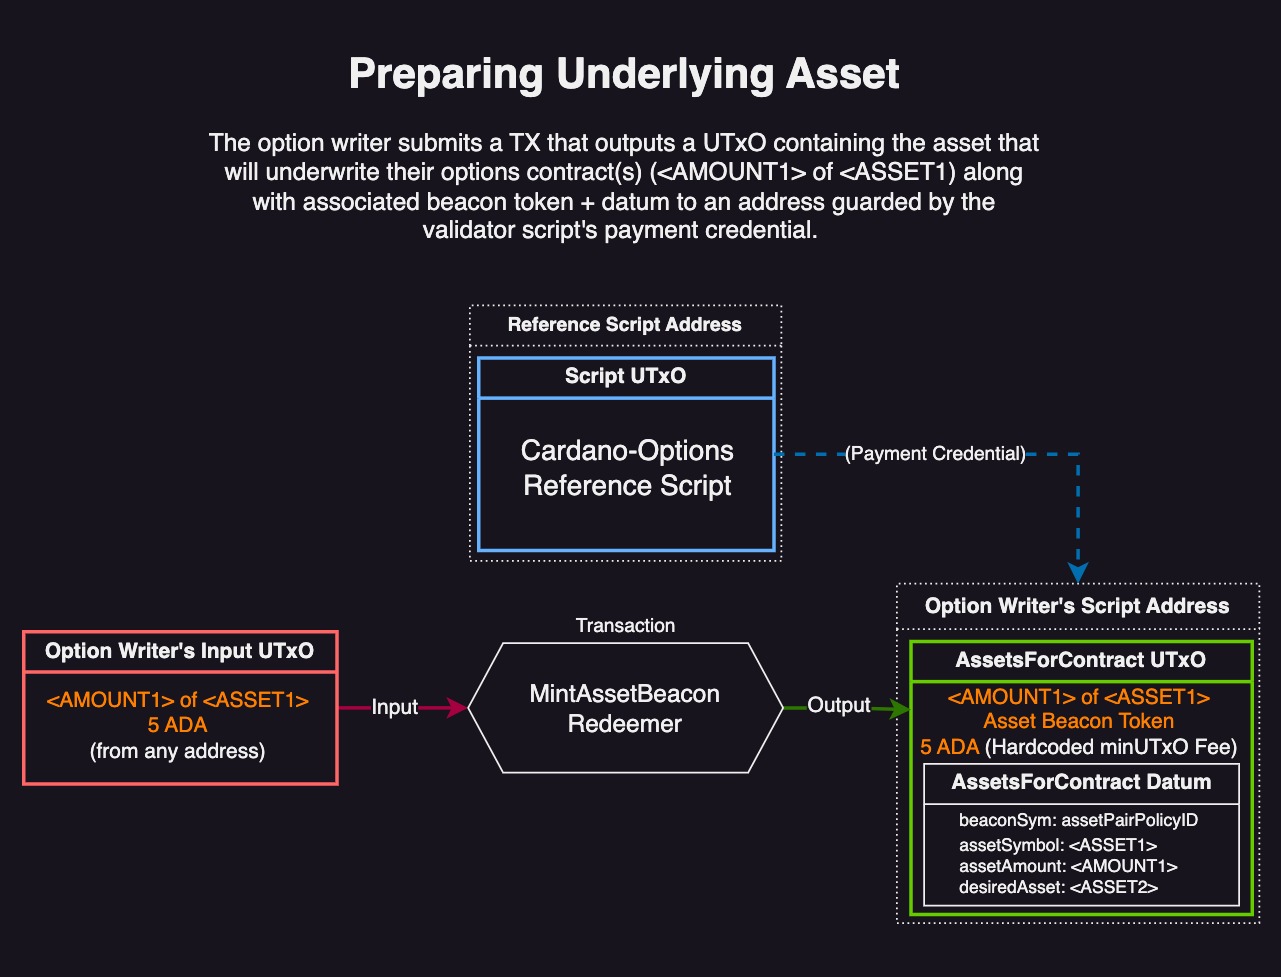 Preparing Underlying Asset
The option writer submits a TX that outputs a UTxO containing the asset that
will underwrite their options contract(s) (<AMOUNT1> of <ASSET1) along
with associated beacon token + datum to an address guarded by the
validator script's payment credential.
Reference Script Address
Script UTxO
Cardano-Options
Reference Script
(Payment Credential)
Option Writer's Input UTxO
<AMOUNT1> of <ASSET1>
5 ADA
(from any address)
Input
Transaction
MintAssetBeacon
Redeemer
Output
Option Writer's Script Address
AssetsForContract UTxO
<AMOUNT1> of <ASSET1>
Asset Beacon Token
5 ADA (Hardcoded minUTxO Fee)
AssetsForContract Datum
beaconSym: assetPairPolicyID
assetSymbol: <ASSET1>
assetAmount: <AMOUNT1>
desiredAsset: <ASSET2>